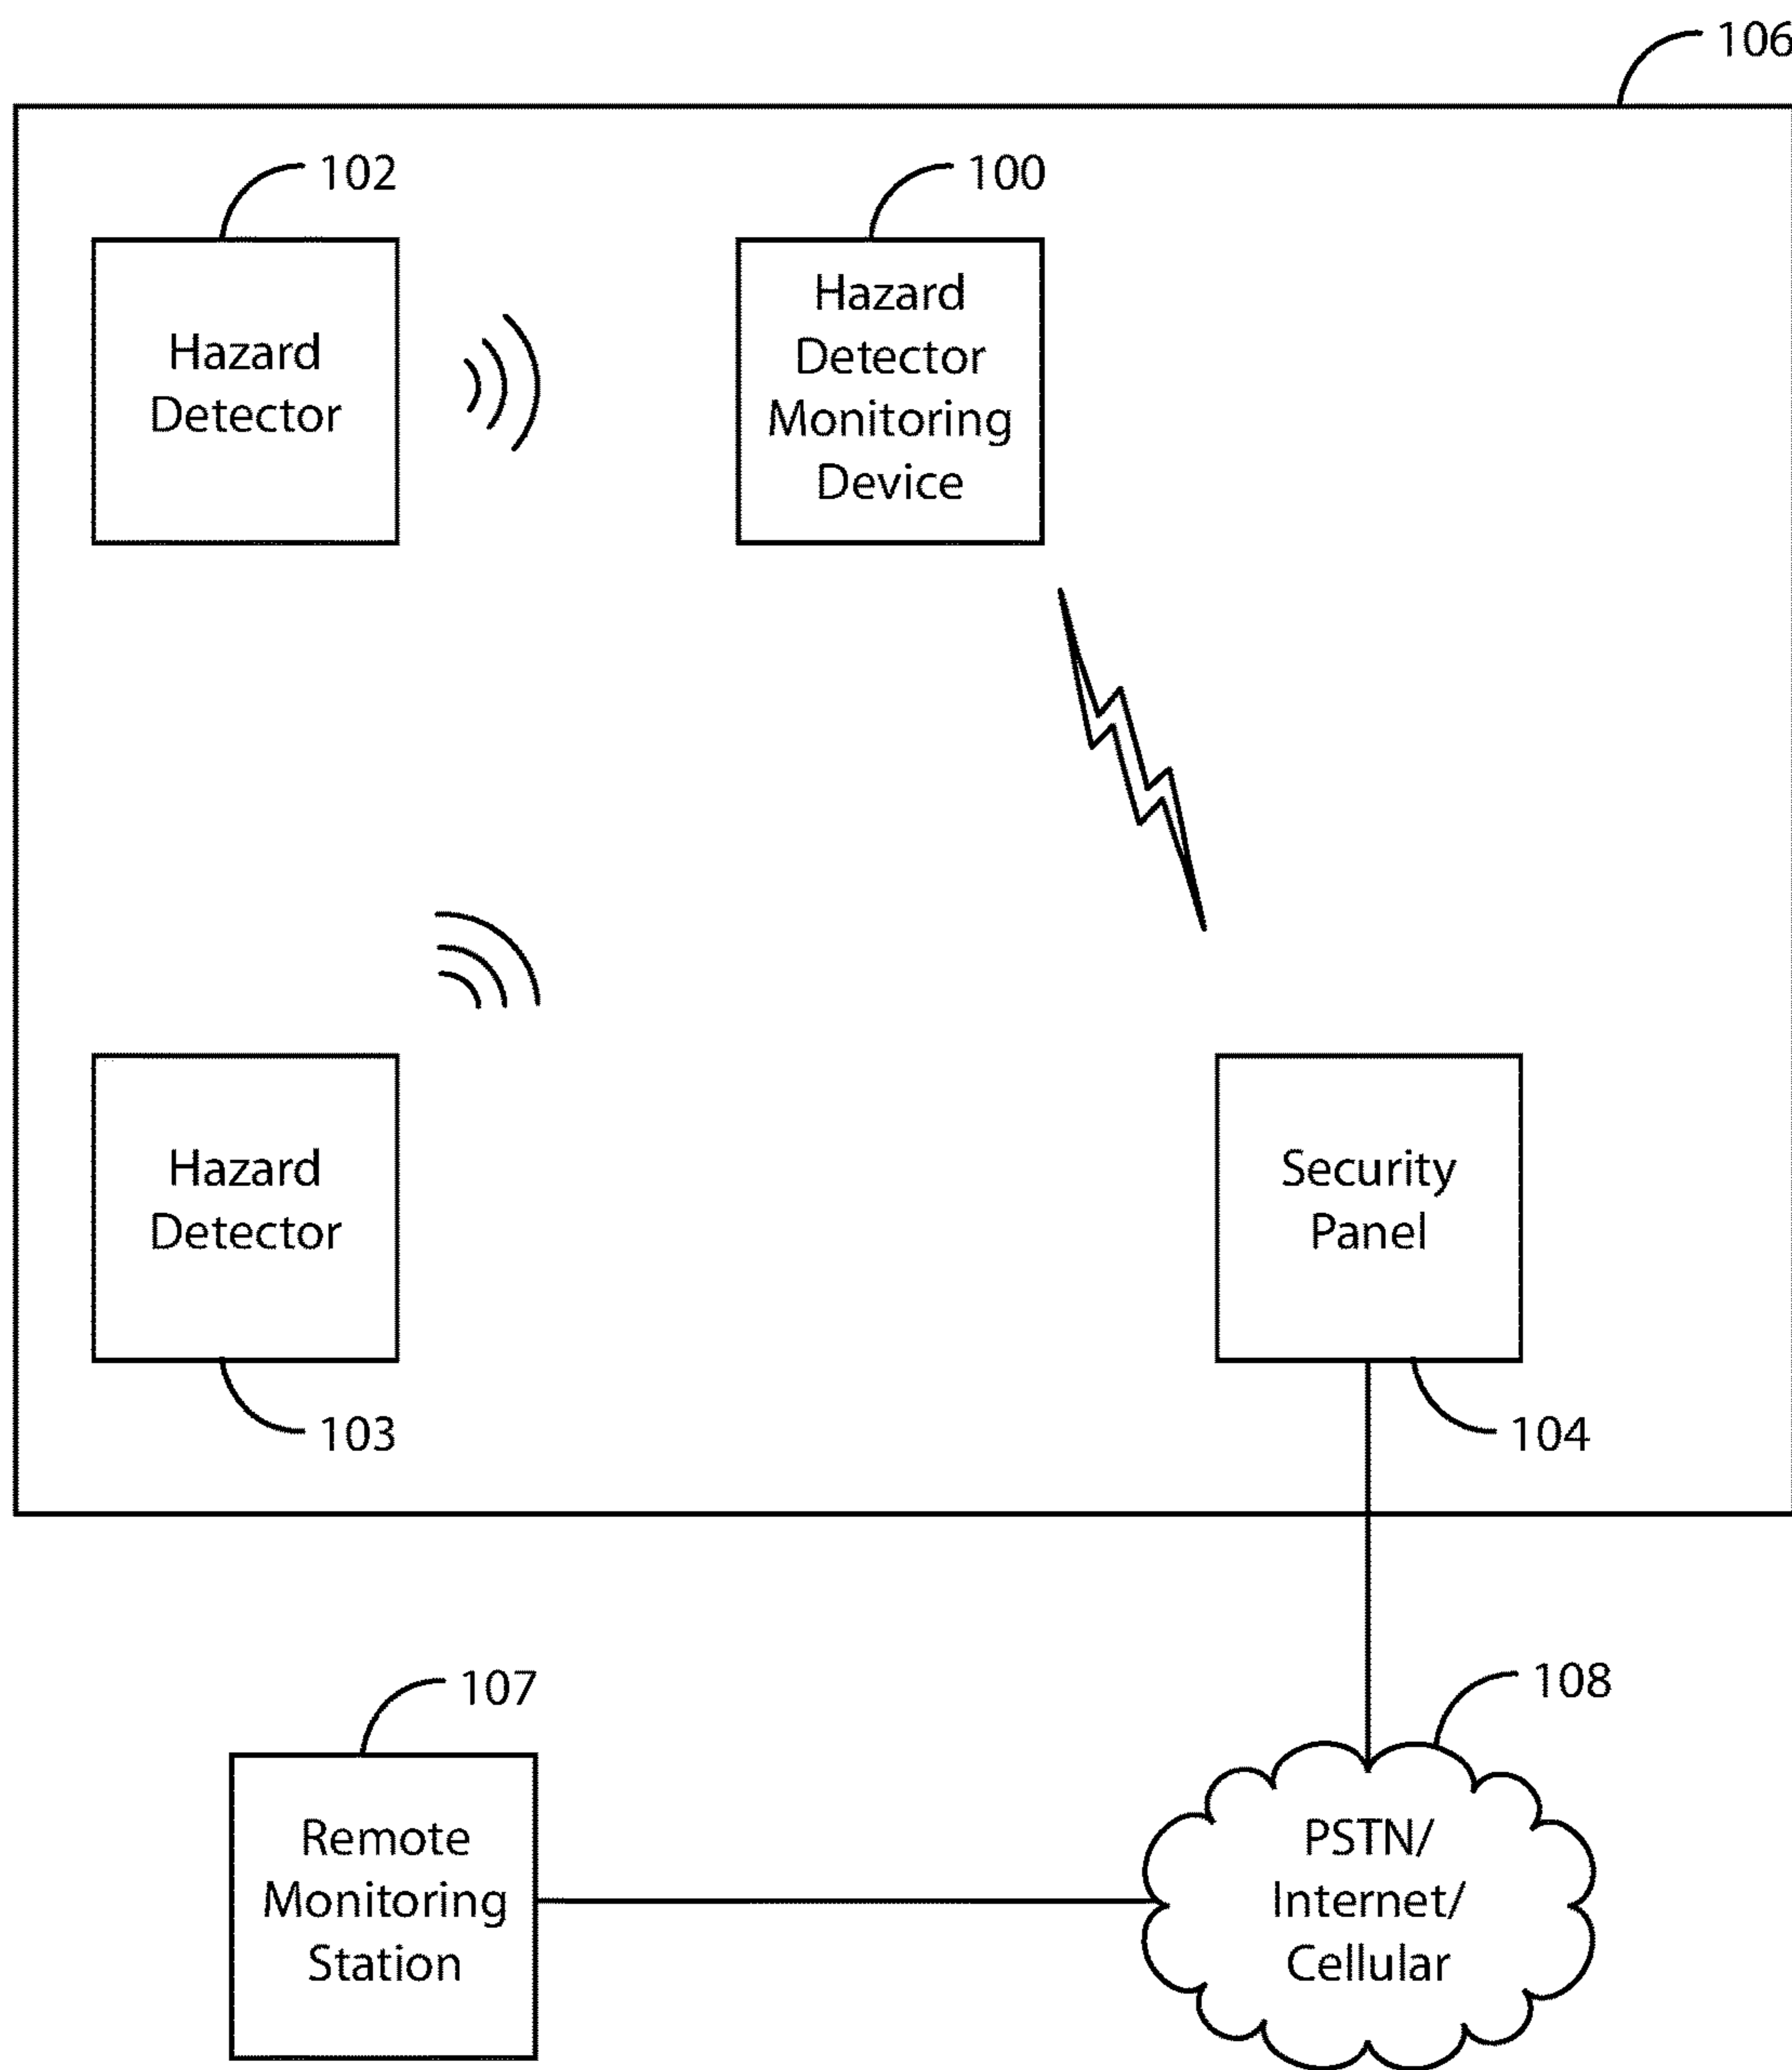 106
102
100
Hazard
Detector
Hazard
Detector
Monitoring
Device
Hazard
Detector
103
Security
Panel
104
107
108
Remote
Monitoring
Station
PSTN/
Internet/
Cellular